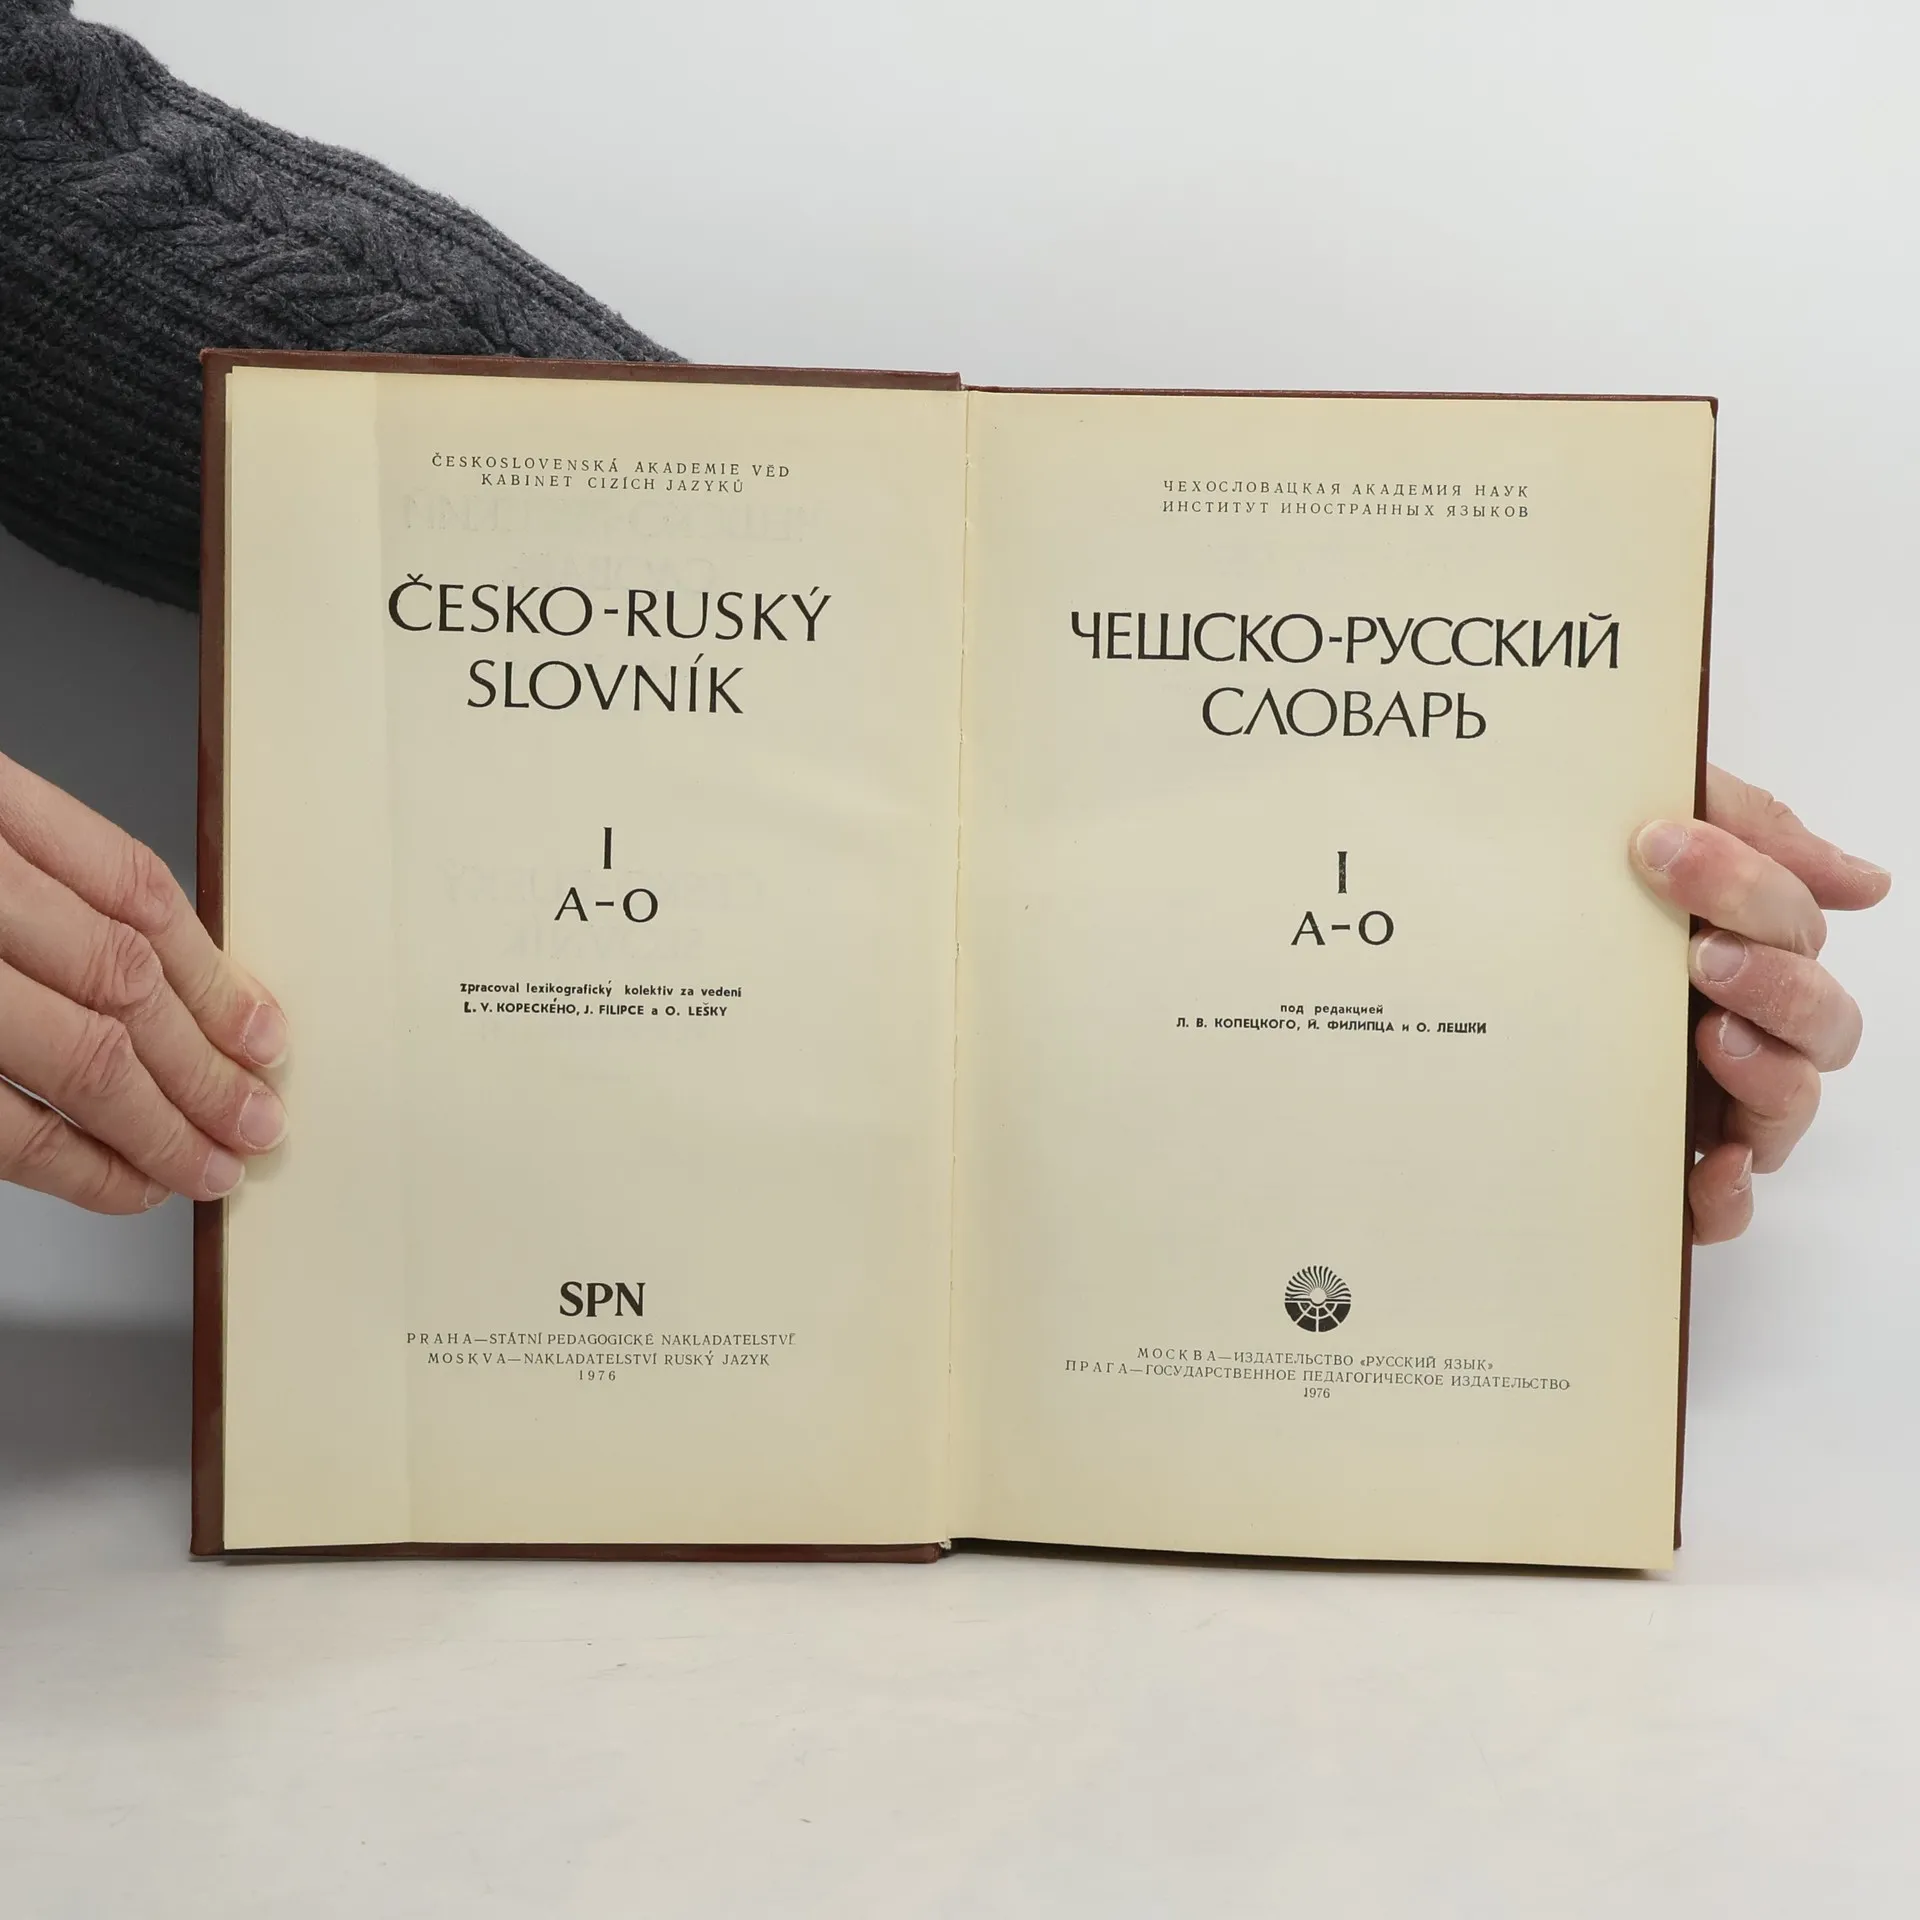 ČESKOSLOVENSKÁ AKADEMIE VĚD
KABINET CIZÍCH JAZYKŮ
ČESKO-RUSKÝ
SLOVNÍK
I
A-O
zpracoval lexikografický kolektiv za vedení
L. V. KOPECKÉHO, J. FILIPCE a O. LEŠKY
SPN
PRAHA—STÁTNÍ PEDAGOGICKÉ NAKLADATELSTVÍ
MOSKVA—NAKLADATELSTVÍ RUSKÝ JAZYK
1976
ЧЕХОСЛОВАЦКАЯ АКАДЕМИЯ НАУК
ИНСТИТУТ ИНОСТРАННЫХ ЯЗЫКОВ
ЧЕШСКО-РУССКИЙ
СЛОВАРЬ
I
A-O
под редакцией
Л. В. КОПЕЦКОГО, Й. ФИЛИПЦА и О. ЛЕШКИ
МОСКВА—ИЗДАТЕЛЬСТВО «РУССКИЙ ЯЗЫК»
ПРАГА—ГОСУДАРСТВЕННОЕ ПЕДАГОГИЧЕСКОЕ ИЗДАТЕЛЬСТВО
1976